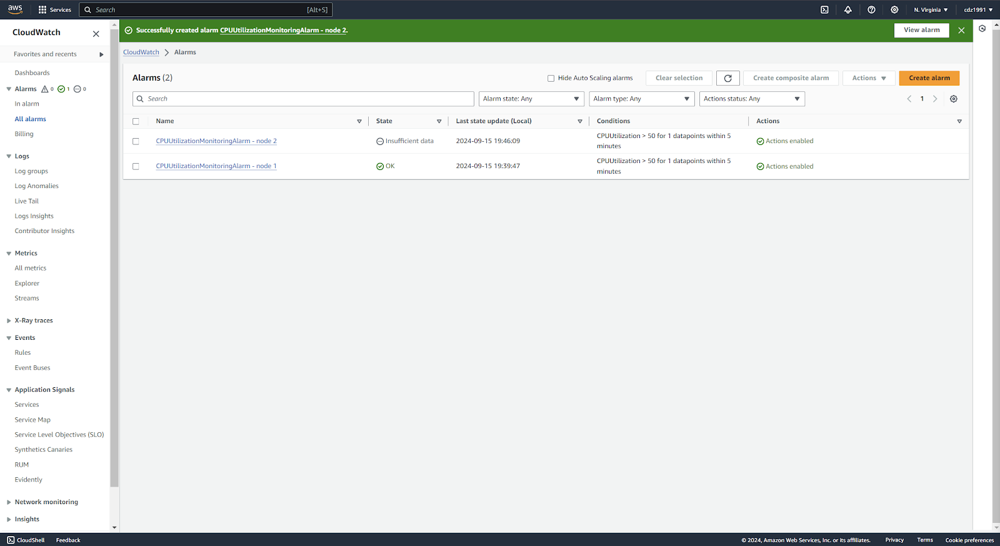 aws
Services
Search
[Alt+S]
N. Virginia
cdz1991
CloudWatch
Favorites and recents
Dashboards
Alarms 0 1 0
In alarm
All alarms
Billing
Logs
Log groups
Log Anomalies
Live Tail
Logs Insights
Contributor Insights
Metrics
All metrics
Explorer
Streams
X-Ray traces
Events
Rules
Event Buses
Application Signals
Services
Service Map
Service Level Objectives (SLO)
Synthetics Canaries
RUM
Evidently
Network monitoring
Insights
Successfully created alarm CPUUtilizationMonitoringAlarm - node 2.
View alarm
CloudWatch
Alarms
Alarms (2)
Hide Auto Scaling alarms
Clear selection
Create composite alarm
Actions
Create alarm
Search
Alarm state: Any
Alarm type: Any
Actions status: Any
1
Name
State
Last state update (Local)
Conditions
Actions
CPUUtilizationMonitoringAlarm - node 2
Insufficient data
2024-09-15 19:46:09
CPUUtilization > 50 for 1 datapoints within 5
minutes
Actions enabled
CPUUtilizationMonitoringAlarm - node 1
OK
2024-09-15 19:39:47
CPUUtilization > 50 for 1 datapoints within 5
minutes
Actions enabled
CloudShell
Feedback
© 2024, Amazon Web Services, Inc. or its affiliates.
Privacy
Terms
Cookie preferences